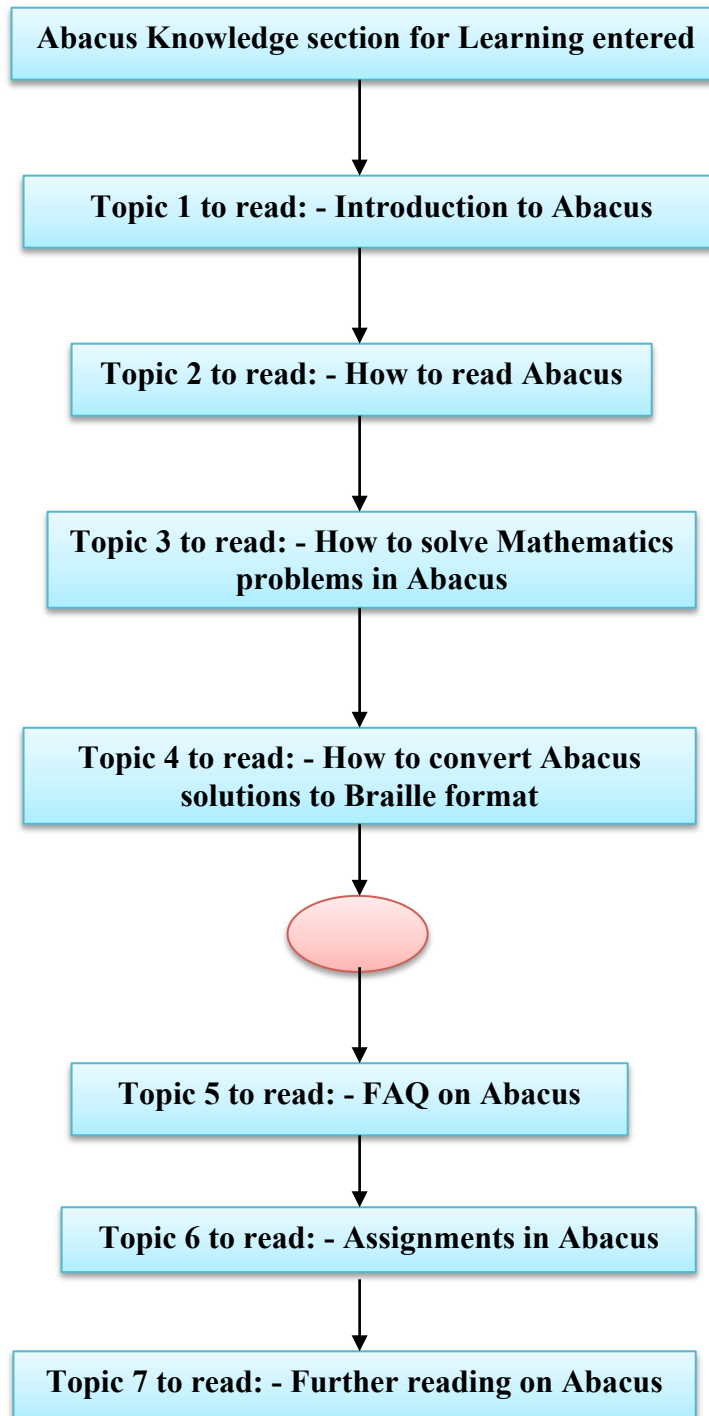 Abacus Knowledge section for Learning entered
Topic 1 to read: - Introduction to Abacus
Topic 2 to read: - How to read Abacus
Topic 3 to read: - How to solve Mathematics
problems in Abacus
Topic 4 to read: - How to convert Abacus
solutions to Braille format
Topic 5 to read: - FAQ on Abacus
Topic 6 to read: - Assignments in Abacus
Topic 7 to read: - Further reading on Abacus